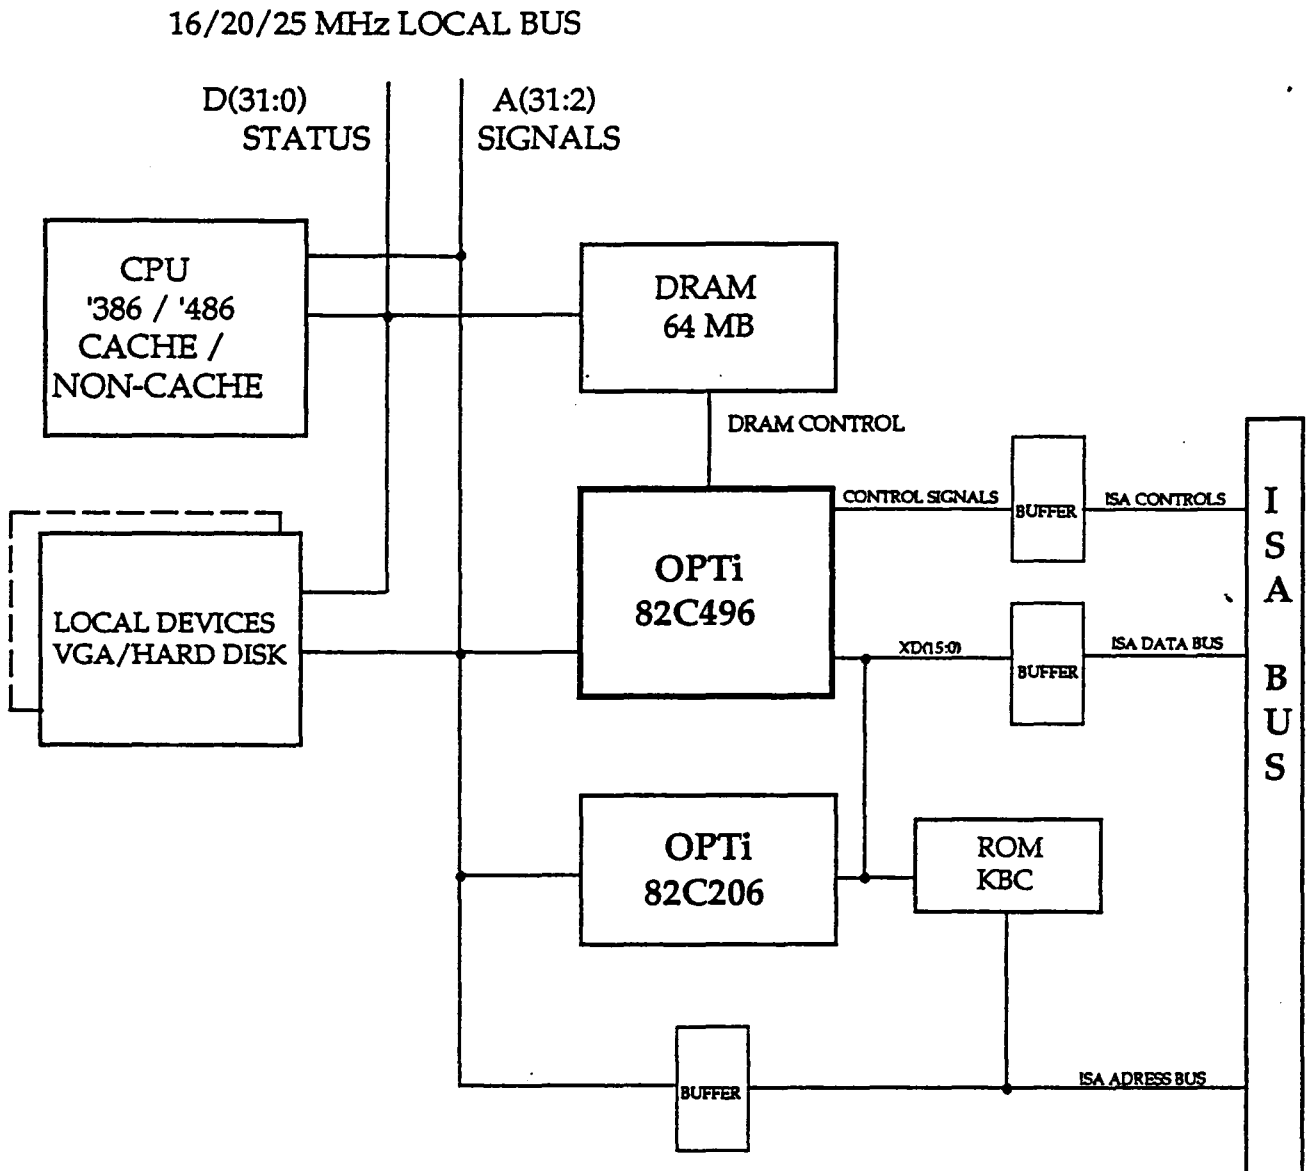 16/20/25 MHz LOCAL BUS
D(31:0)
STATUS
A(31:2)
SIGNALS
CPU
'386 / '486
CACHE /
NON-CACHE
DRAM
64 MB
DRAM CONTROL
CONTROL SIGNALS
BUFFER
ISA CONTROLS
I
S
A
B
U
S
OPTi
82C496
LOCAL DEVICES
VGA/HARD DISK
XD(15:0)
BUFFER
ISA DATA BUS
OPTi
82C206
ROM
KBC
BUFFER
ISA ADRESS BUS